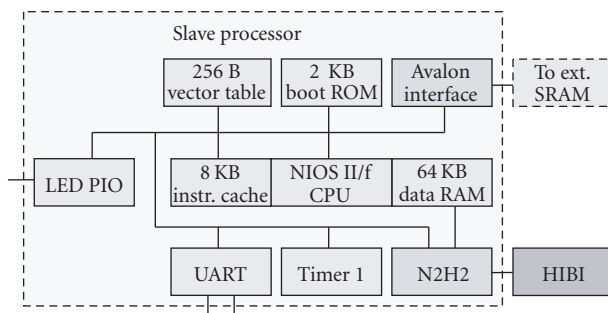 Slave processor
256 B
vector table
2 KB
boot ROM
Avalon
interface
To ext.
SRAM
LED PIO
8 KB
instr. cache
NIOS II/f
CPU
64 KB
data RAM
UART
Timer 1
N2H2
HIBI